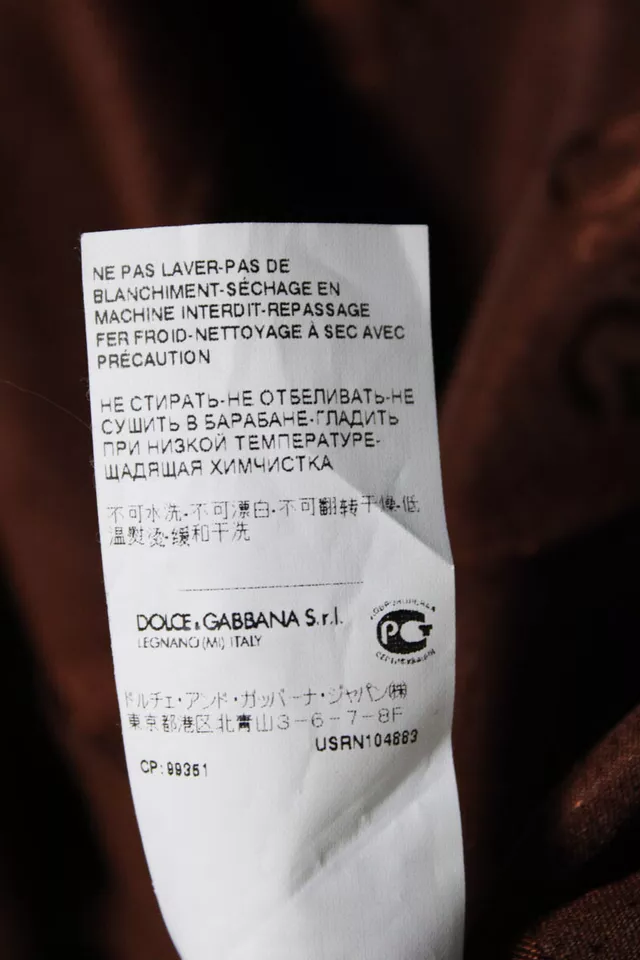 NE PAS LAVER-PAS DE
BLANCHIMENT-SÉCHAGE EN
MACHINE INTERDIT-REPASSAGE
FER FROID-NETTOYAGE À SEC AVEC
PRÉCAUTION
НЕ СТИРАТЬ-НЕ ОТБЕЛИВАТЬ-НЕ
СУШИТЬ В БАРАБАНЕ-ГЛАДИТЬ
ПРИ НИЗКОЙ ТЕМПЕРАТУРЕ-
ЩАДЯЩАЯ ХИМЧИСТКА
不可水洗-不可漂白-不可翻转干燥-低
温熨烫-缓和干洗
DOLCE & GABBANA S.r.l.
LEGNANO (MI) ITALY
PCT
ドルチェ・アンド・ガッバーナ・ジャパン(株)
東京都港区北青山3-6-7-8F
USRN104883
CP: 99351